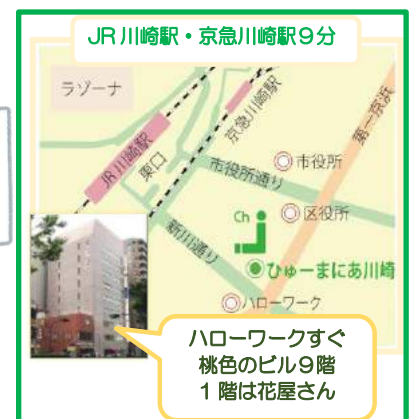 JR川崎駅・京急川崎駅9分
ラゾーナ
JR川崎駅
東口
京急川崎駅
第一京浜
市役所通り
◎市役所
新川通り
Ch
◎区役所
ひゅーまにあ川崎
◎ハローワーク
ハローワークすぐ
桃色のビル9階
1階は花屋さん